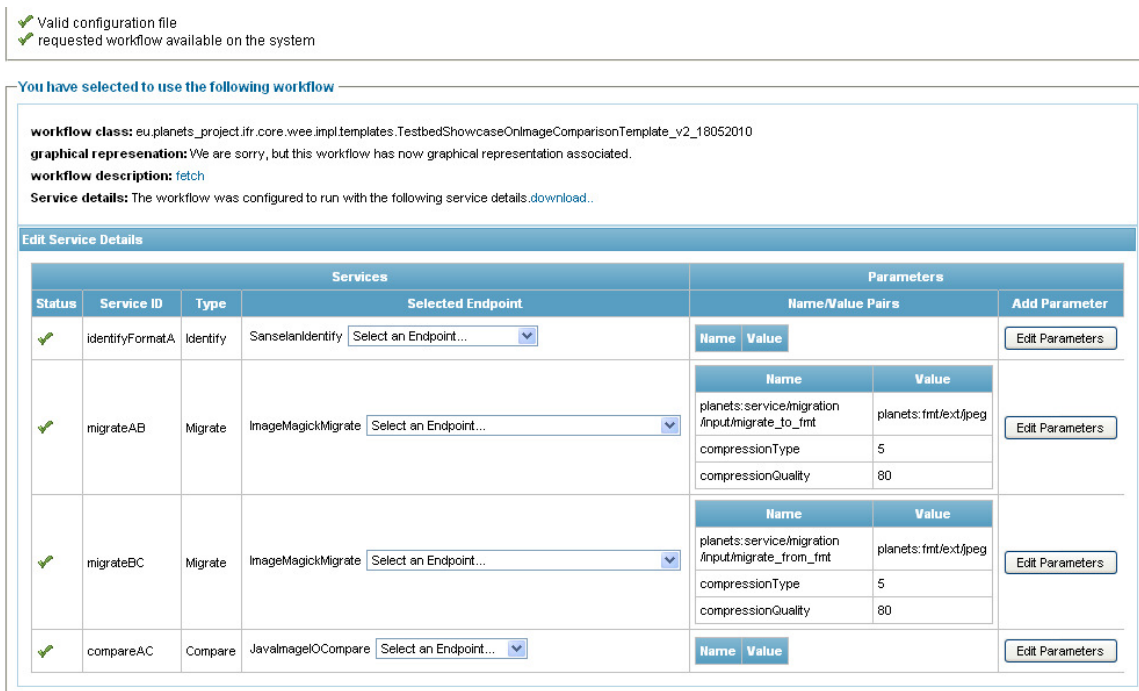 Valid configuration file
requested workflow available on the system
You have selected to use the following workflow
workflow class: eu.planets_project.ifr.core.wee.impl.templates.TestbedShowcaseOnImageComparisonTemplate_v2_18052010
graphical represenation: We are sorry, but this workflow has now graphical representation associated.
workflow description: fetch
Service details: The workflow was configured to run with the following service details.download..
Edit Service Details
Services Parameters
Status Service ID Type Selected Endpoint Name/Value Pairs Add Parameter
identifyFormatA Identify SanselanIdentify Select an Endpoint... Name Value Edit Parameters
Name Value
planets:service/migration
/input/migrate_to_fmt planets:fmt/ext/jpeg
migrateAB Migrate ImageMagickMigrate Select an Endpoint... Edit Parameters
compressionType 5
compressionQuality 80
Name Value
planets:service/migration
/input/migrate_from_fmt planets:fmt/ext/jpeg
migrateBC Migrate ImageMagickMigrate Select an Endpoint... Edit Parameters
compressionType 5
compressionQuality 80
compareAC Compare JavaImageIOCompare Select an Endpoint... Name Value Edit Parameters